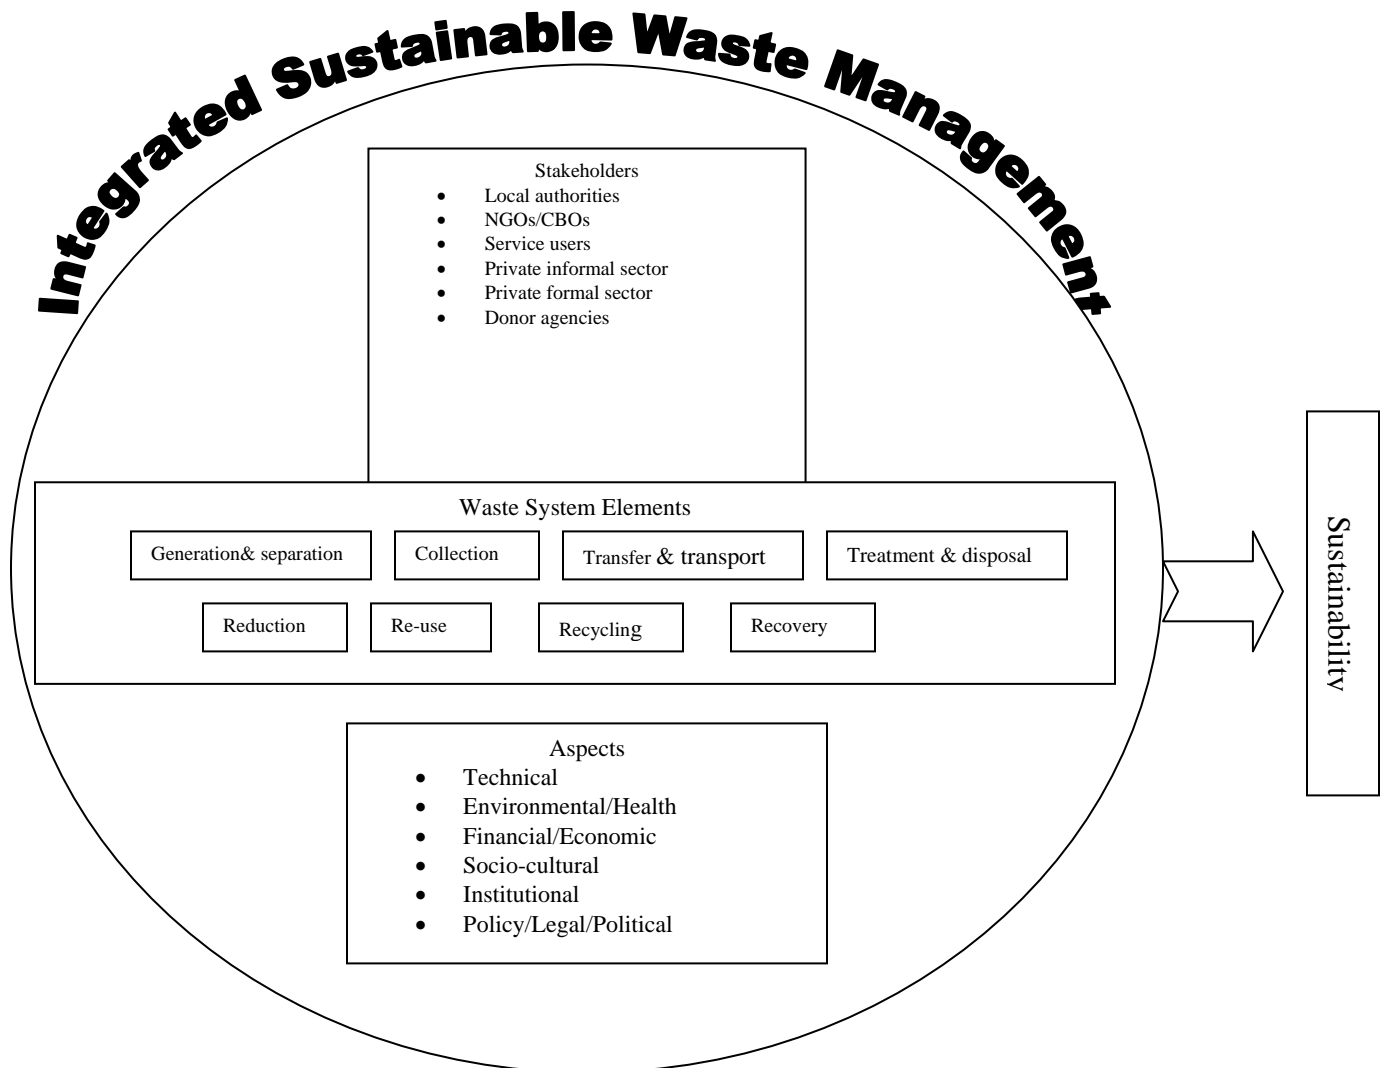 Integrated Sustainable Waste Management
Stakeholders
• Local authorities
• NGOs/CBOs
• Service users
• Private informal sector
• Private formal sector
• Donor agencies
Waste System Elements
Generation& separation
Collection
Transfer & transport
Treatment & disposal
Reduction
Re-use
Recycling
Recovery
Aspects
• Technical
• Environmental/Health
• Financial/Economic
• Socio-cultural
• Institutional
• Policy/Legal/Political
Sustainability